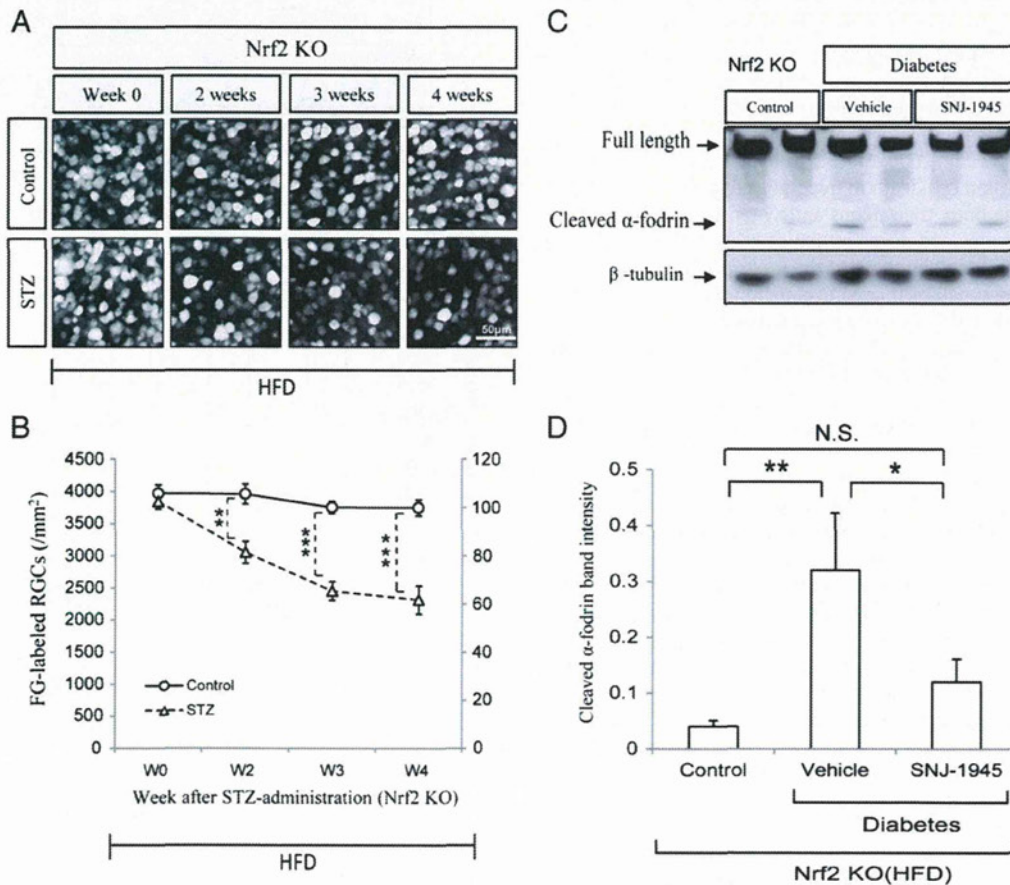 A
Nrf2 KO
Week 0 2 weeks 3 weeks 4 weeks
Control
STZ
50μm
HFD
B
4500
4000
3500
3000
2500
2000
1500
1000
500
0
120
100
80
60
40
20
0
FG-labeled RGCs (/mm²)
**
***
***
Control
STZ
W0 W2 W3 W4
Week after STZ-administration (Nrf2 KO)
HFD
C
Nrf2 KO Diabetes
Control Vehicle SNJ-1945
Full length
Cleaved α-fodrin
β -tubulin
D
N.S.
** *
0.5
0.4
0.3
0.2
0.1
0
Cleaved α-fodrin band intensity
Control Vehicle SNJ-1945
Diabetes
Nrf2 KO(HFD)